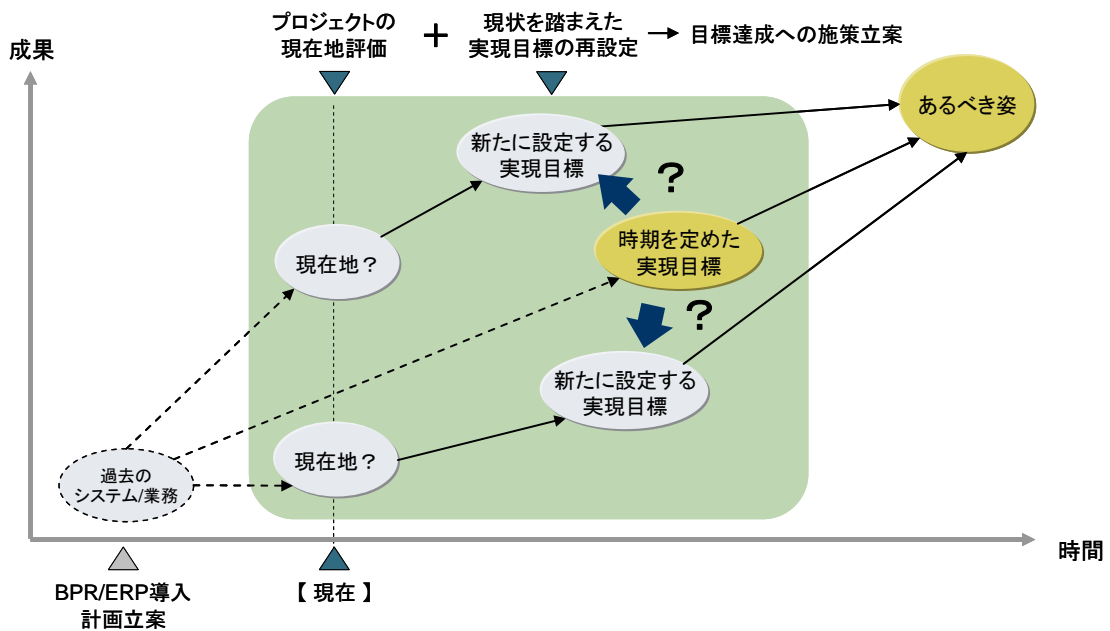 プロジェクトの
現在地評価
＋
現状を踏まえた
実現目標の再設定
目標達成への施策立案
成果
あるべき姿
新たに設定する
実現目標
？
時期を定めた
実現目標
現在地？
？
新たに設定する
実現目標
現在地？
過去の
システム/業務
時間
BPR/ERP導入
計画立案
【 現在 】